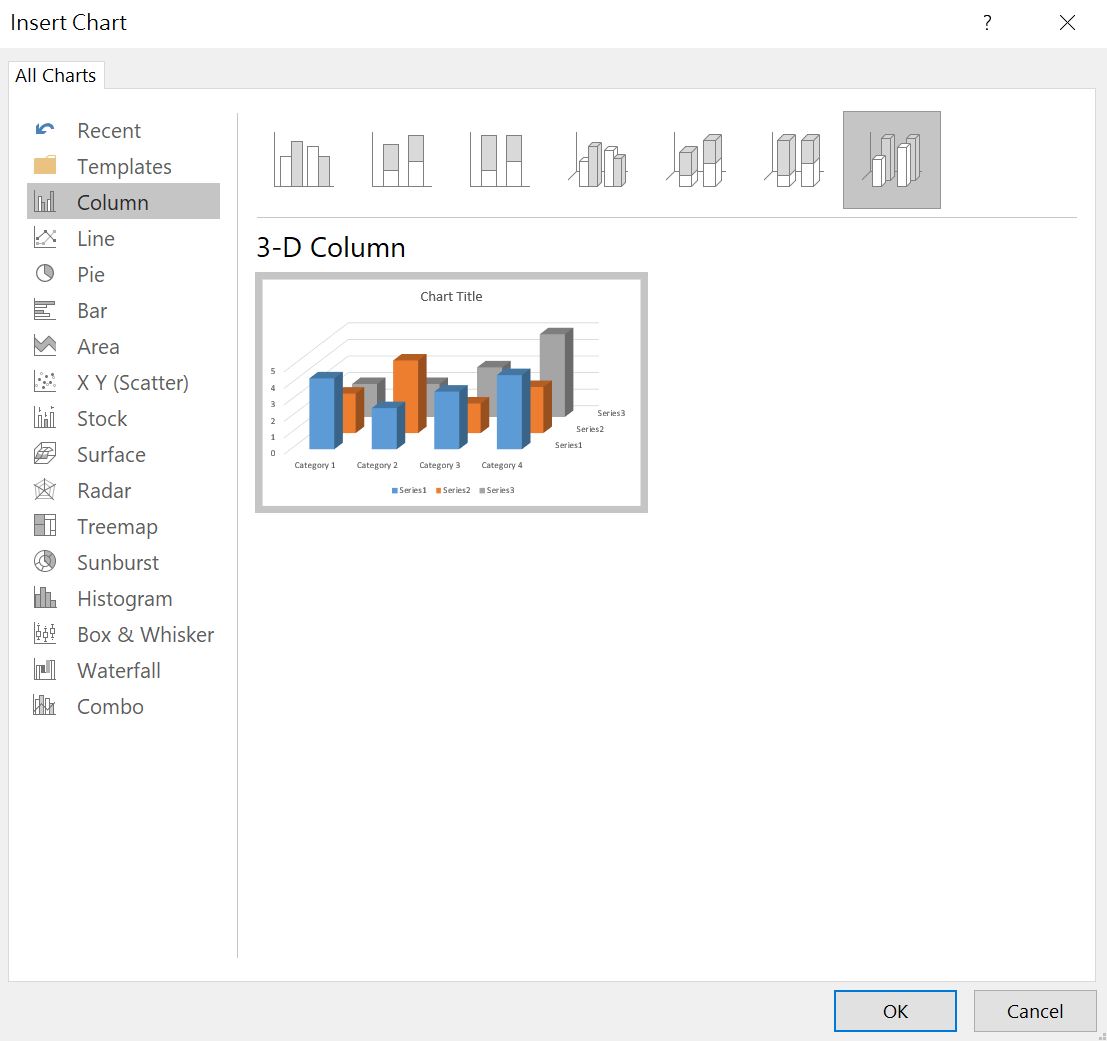 Insert Chart
?
All Charts
Recent
Templates
Column
Line
Pie
Bar
Area
X Y (Scatter)
Stock
Surface
Radar
Treemap
Sunburst
Histogram
Box & Whisker
Waterfall
Combo
3-D Column
Chart Title
5
4
3
2
1
0
Series3
Series2
Series1
Category 1 Category 2 Category 3 Category 4
Series1 Series2 Series3
OK Cancel